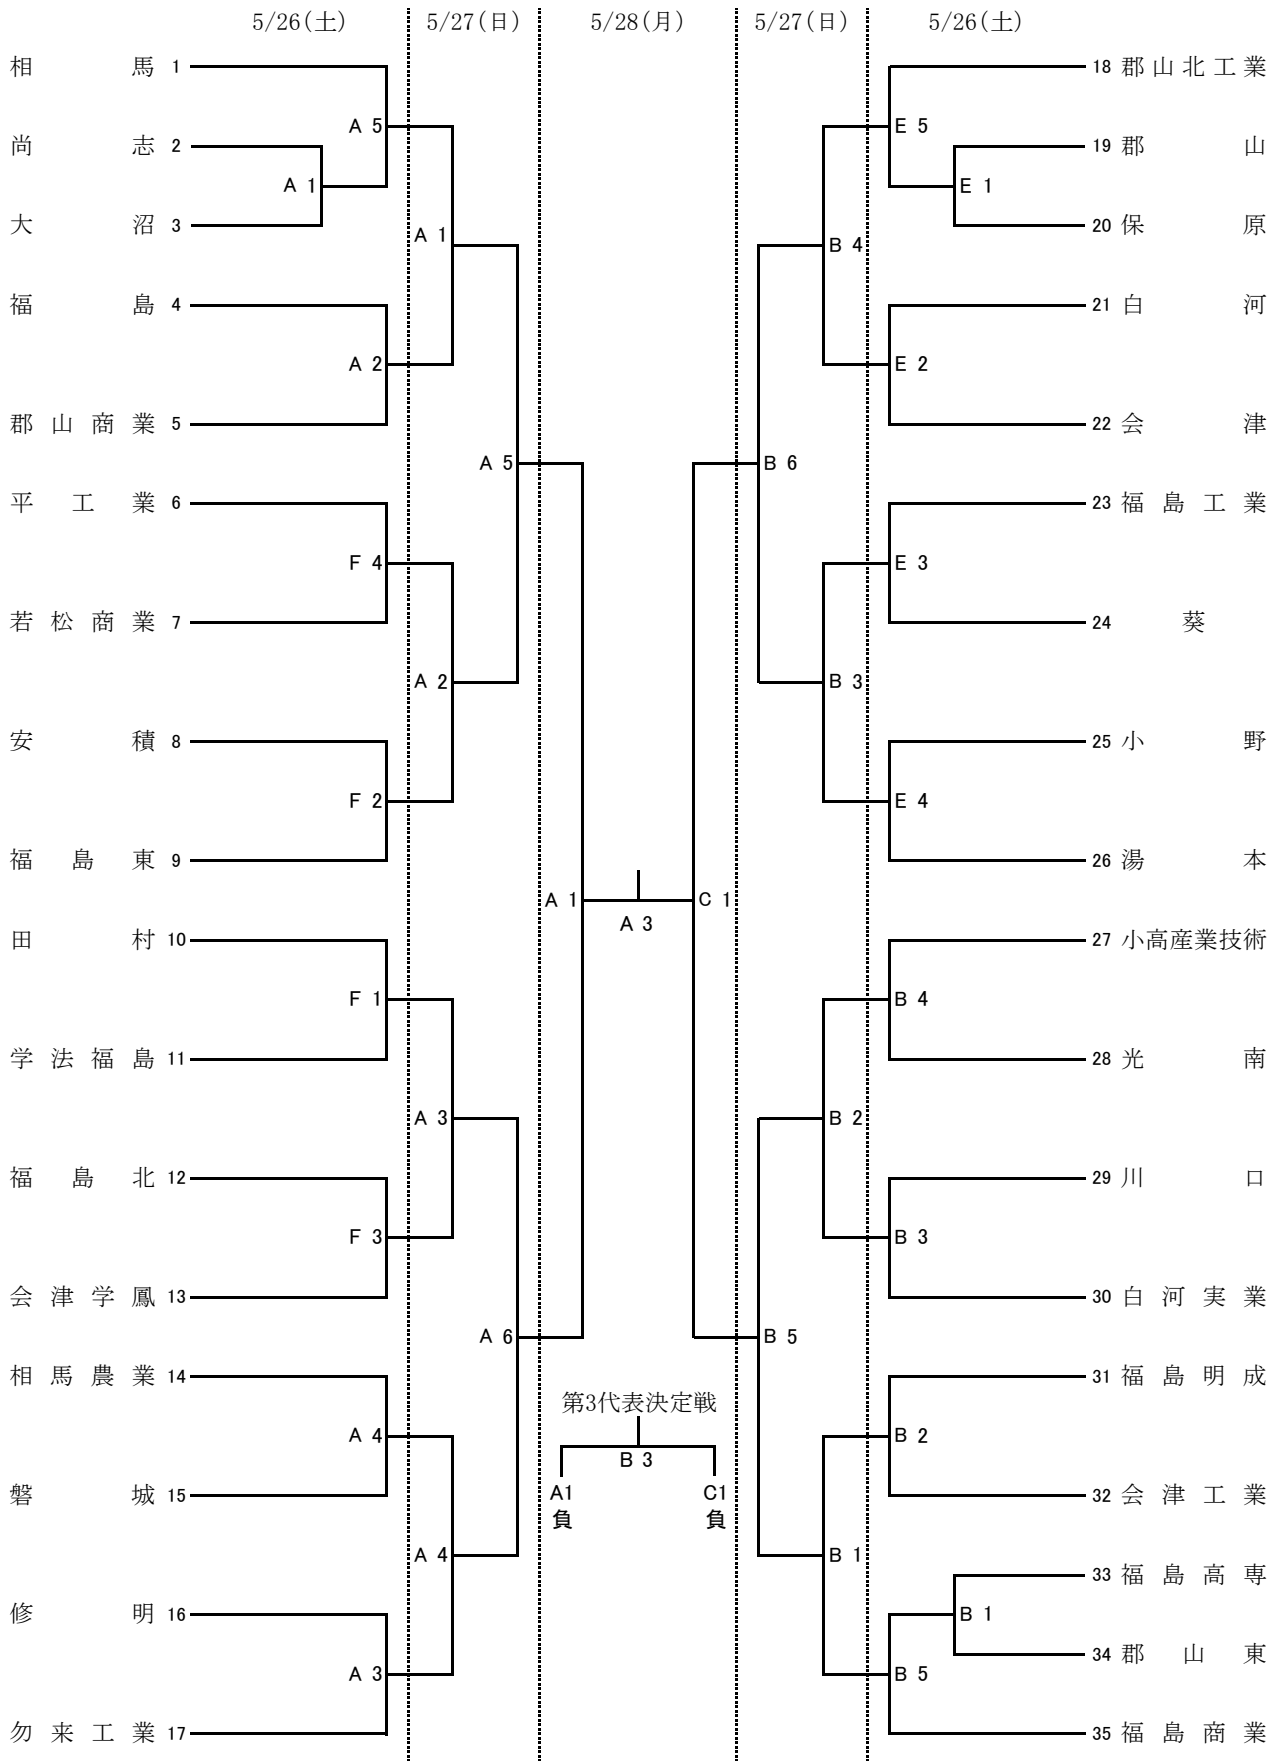 5/26(土) 5/27(日) 5/28(月) 5/27(日) 5/26(土)
相馬 1
尚志 2
大沼 3
福島 4
郡山商業 5
平工業 6
若松商業 7
安積 8
福島東 9
田村 10
学法福島 11
福島北 12
会津学鳳 13
相馬農業 14
磐城 15
修明 16
勿来工業 17
A 5
A 1
A 2
F 4
F 2
F 1
F 3
A 4
A 3
A 1
A 2
A 3
A 4
A 5
A 6
A 1
A 3
C 1
第3代表決定戦
B 3
A1
負
C1
負
B 6
B 5
B 4
B 3
B 2
B 1
E 5
E 1
E 2
E 3
E 4
B 4
B 3
B 2
B 1
B 5
18 郡山北工業
19 郡山
20 保原
21 白河
22 会津
23 福島工業
24 葵
25 小野
26 湯本
27 小高産業技術
28 光南
29 川口
30 白河実業
31 福島明成
32 会津工業
33 福島高専
34 郡山東
35 福島商業